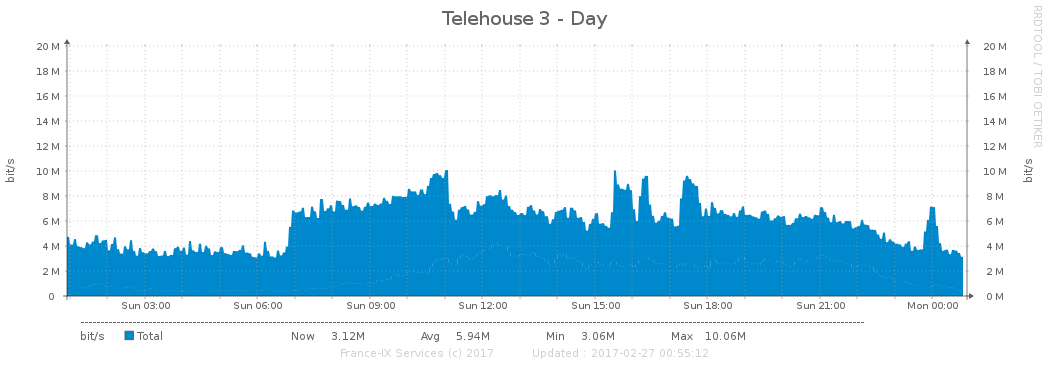 Telehouse 3 - Day
RRDTOOL / TOBI OETIKER
bit/s
20 M 20 M
18 M 18 M
16 M 16 M
14 M 14 M
12 M 12 M
10 M 10 M
8 M 8 M
6 M 6 M
4 M 4 M
2 M 2 M
0 0 M
bit/s
Sun 03:00 Sun 06:00 Sun 09:00 Sun 12:00 Sun 15:00 Sun 18:00 Sun 21:00 Mon 00:00
bit/s Total Now 3.12M Avg 5.94M Min 3.06M Max 10.06M
France-IX Services (c) 2017 Updated : 2017-02-27 00:55:12